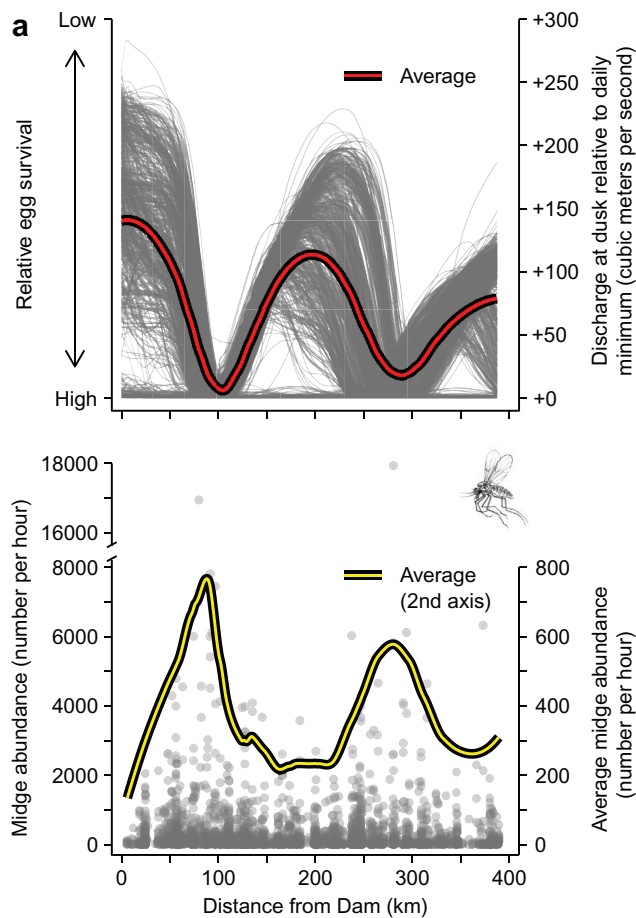 a
Low
High
Relative egg survival
Average
+300
+250
+200
+150
+100
+50
+0
Discharge at dusk relative to daily
minimum (cubic meters per second)
18000
16000
8000
6000
4000
2000
0
Midge abundance (number per hour)
Average
(2nd axis)
800
600
400
200
0
Average midge abundance
(number per hour)
0
100
200
300
400
Distance from Dam (km)